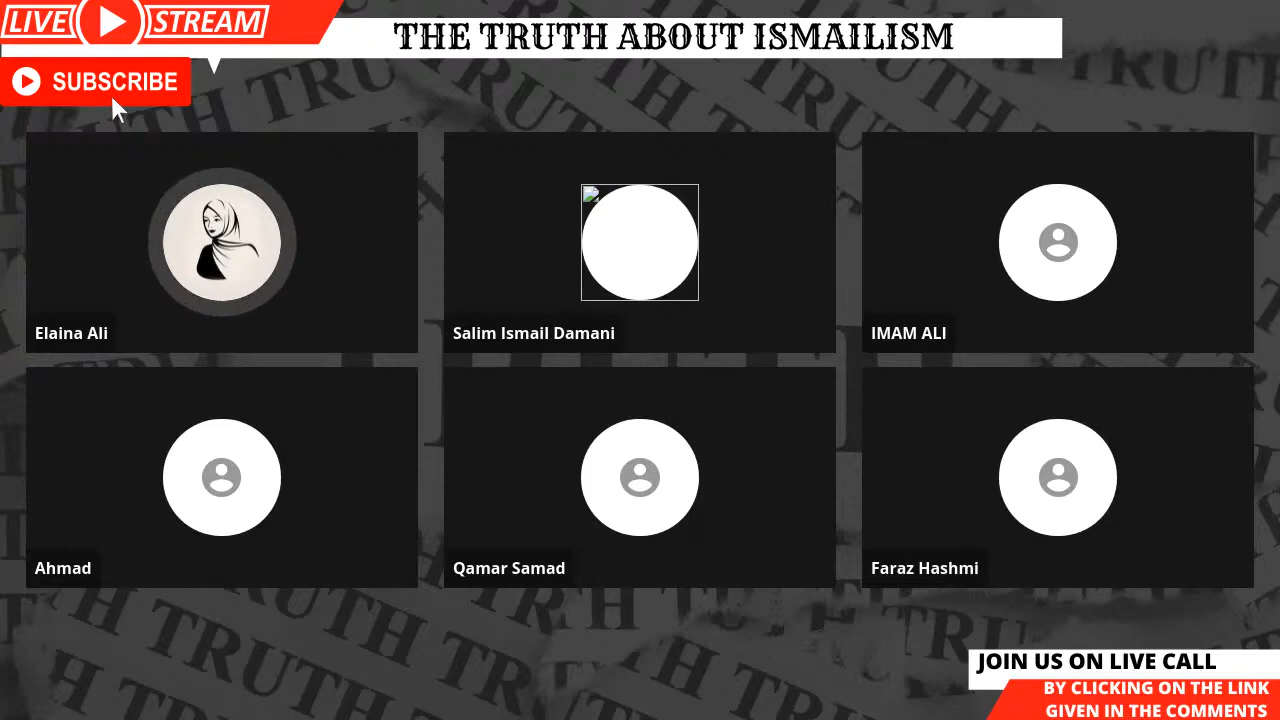 LIVE STREAM
THE TRUTH ABOUT ISMAILISM
SUBSCRIBE
Elaina Ali
Salim Ismail Damani
IMAM ALI
Ahmad
Qamar Samad
Faraz Hashmi
JOIN US ON LIVE CALL
BY CLICKING ON THE LINK
GIVEN IN THE COMMENTS